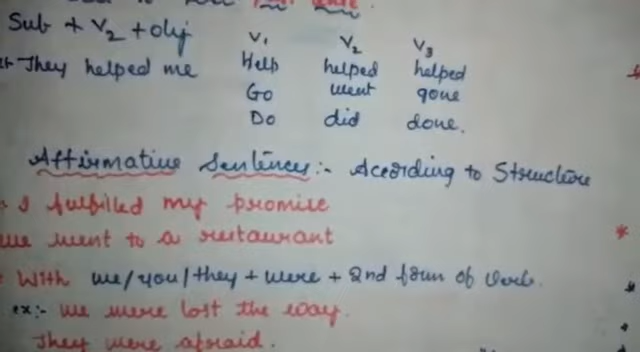 Sub + V2 + obj V1 V2 V3
They helped me Help helped helped
Go went gone
Do did done.
Affirmative Sentences:- According to Structure
I fulfilled my promise
we went to a restaurant
With we/you/they + were + 2nd form of Verb.
ex:- we were lost the way.
They were afraid.